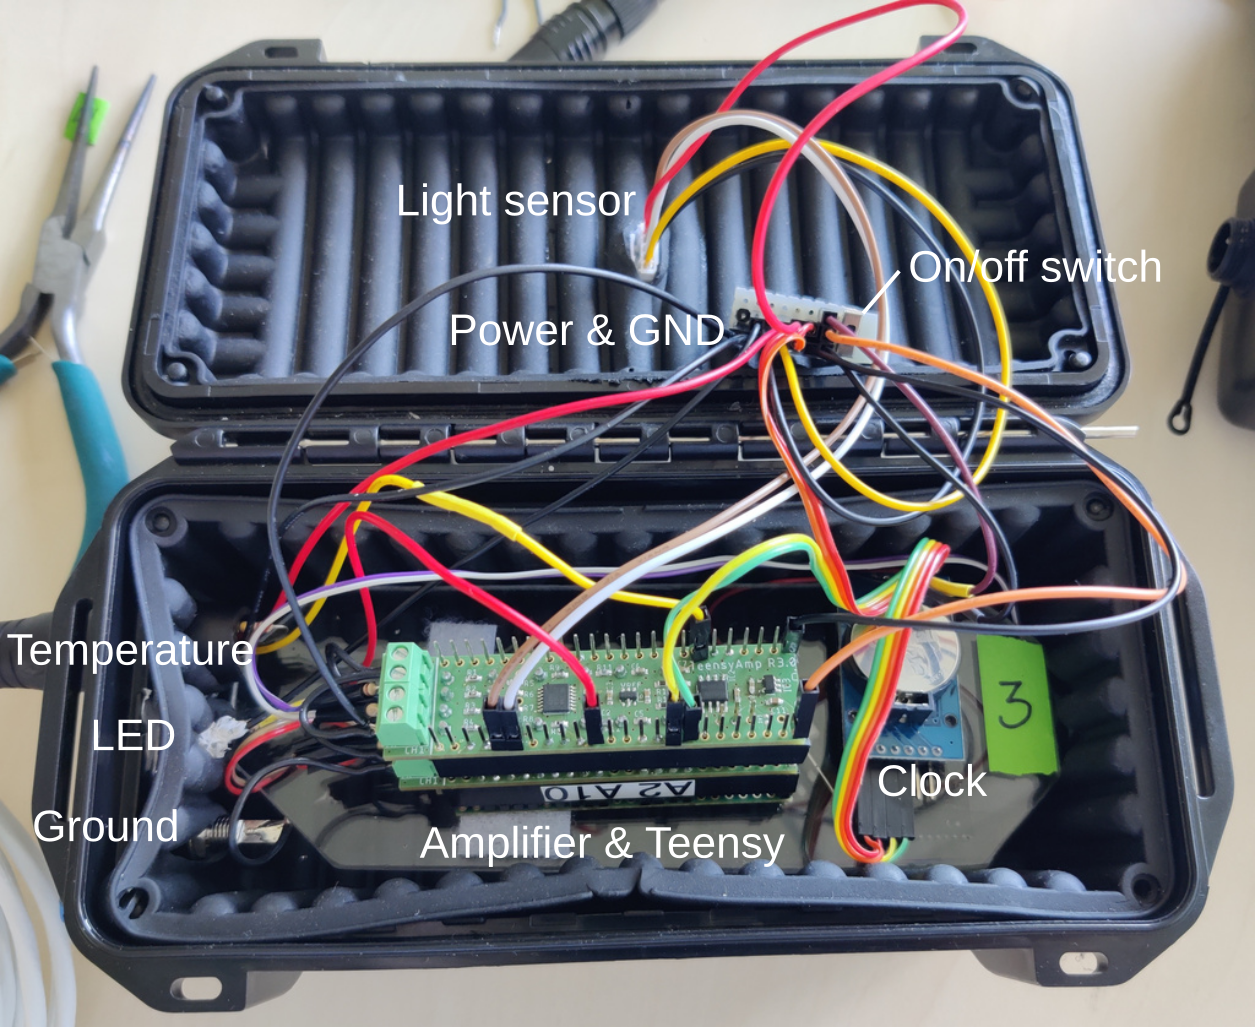 Light sensor
On/off switch
Power & GND
Temperature
TeensyAmp R3.0
LED
3
Clock
A2 A10
Ground
Amplifier & Teensy